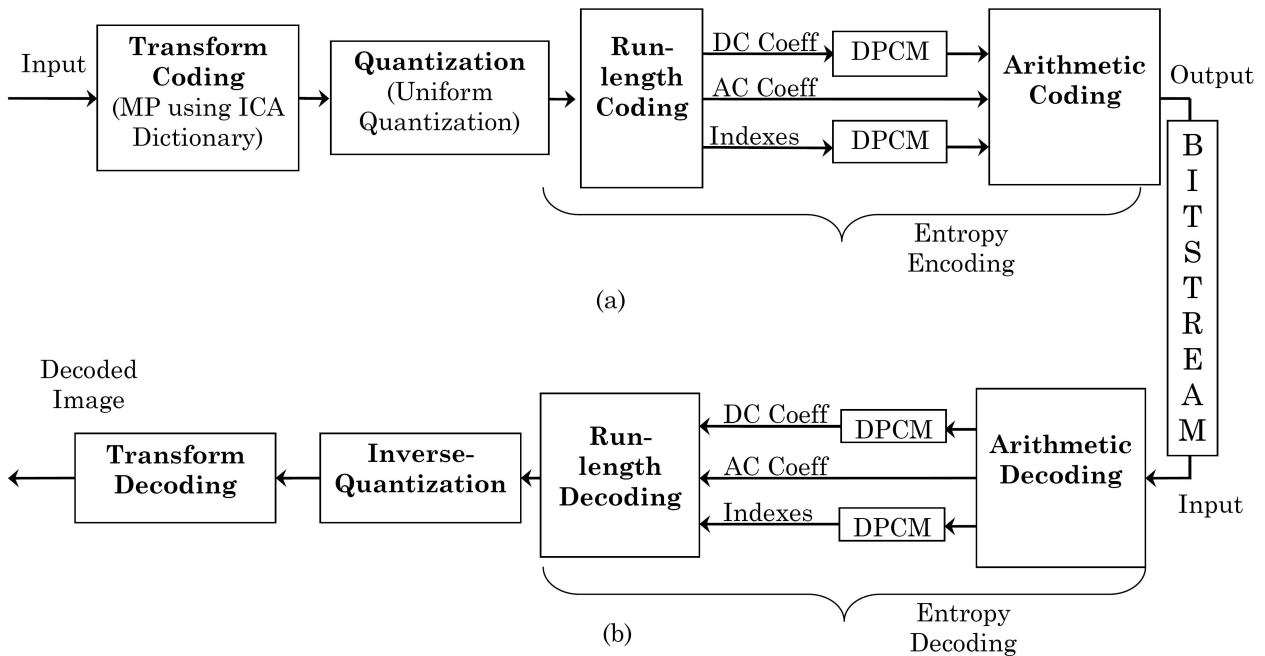 Input
Transform
Coding
(MP using ICA
Dictionary)
Quantization
(Uniform
Quantization)
Run-
length
Coding
DC Coeff
DPCM
AC Coeff
Indexes
DPCM
Arithmetic
Coding
Output
BITSTREAM
Entropy
Encoding
(a)
Decoded
Image
Transform
Decoding
Inverse-
Quantization
Run-
length
Decoding
DC Coeff
DPCM
AC Coeff
Indexes
DPCM
Arithmetic
Decoding
Input
Entropy
Decoding
(b)